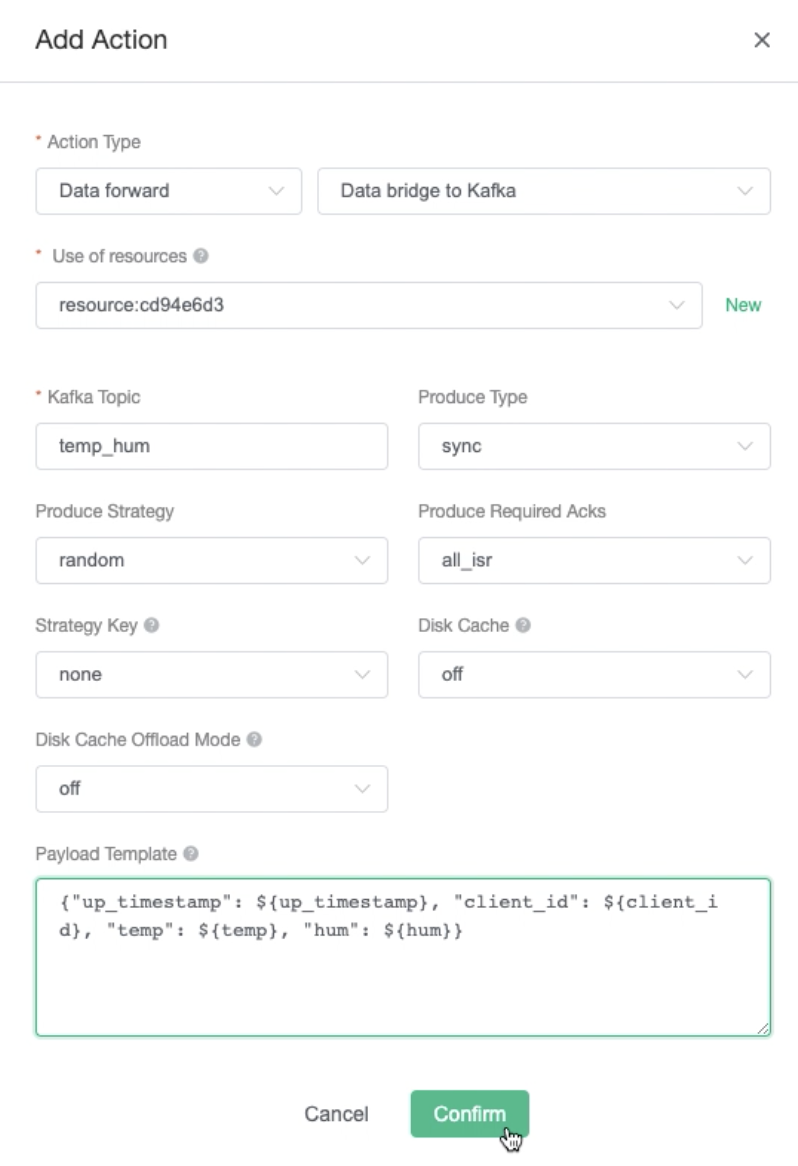 Add Action
* Action Type
Data forward
Data bridge to Kafka
* Use of resources
resource:cd94e6d3
New
* Kafka Topic
Produce Type
temp_hum
sync
Produce Strategy
Produce Required Acks
random
all_isr
Strategy Key
Disk Cache
none
off
Disk Cache Offload Mode
off
Payload Template
{"up_timestamp": ${up_timestamp}, "client_id": ${client_i
d}, "temp": ${temp}, "hum": ${hum}}
Cancel
Confirm